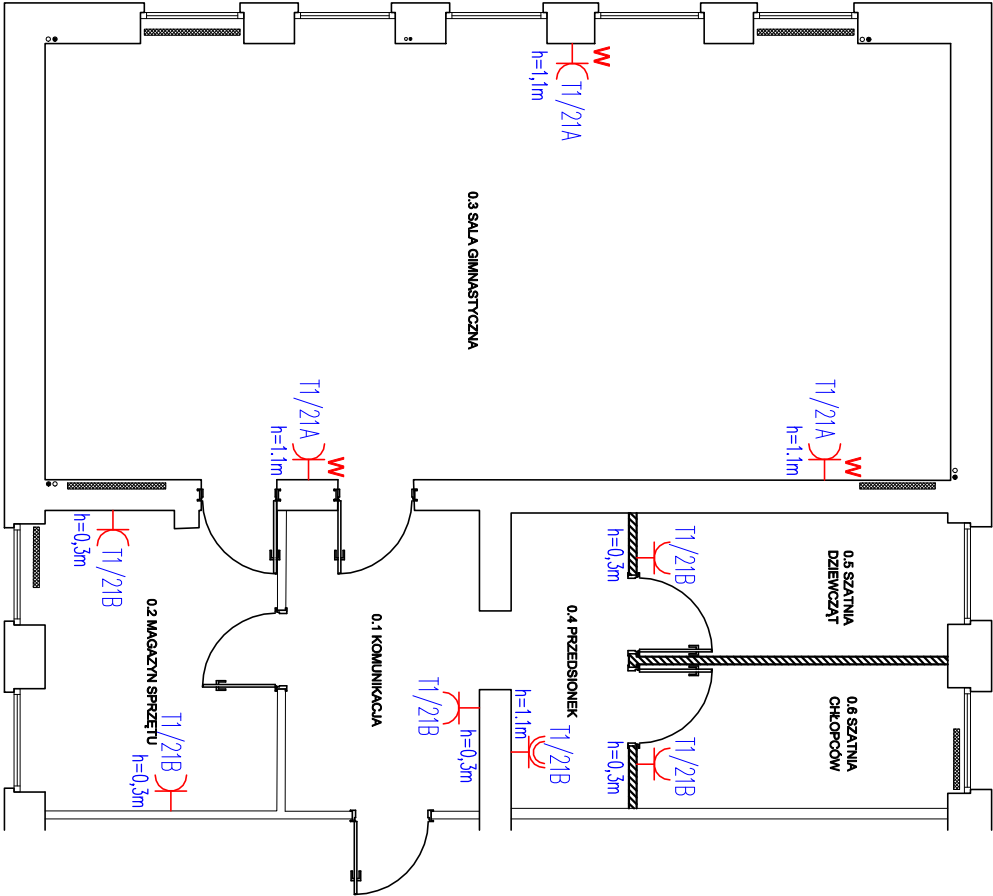 W
T1/21A
h=1,1m
0.3 SALA GIMNASTYCZNA
T1/21A
W
h=1.1m
T1/21A
W
h=1.1m
T1/21B
h=0,3m
T1/21B
h=0,3m
0.5 SZATNIA
DZIEWCZĄT
0.2 MAGAZYN SPRZĘTU
0.1 KOMUNIKACJA
0.4 PRZEDSIONEK
T1/21B
h=0,3m
h=1.1m
T1/21B
0.6 SZATNIA
CHŁOPCÓW
T1/21B
h=0,3m
T1/21B
h=0,3m